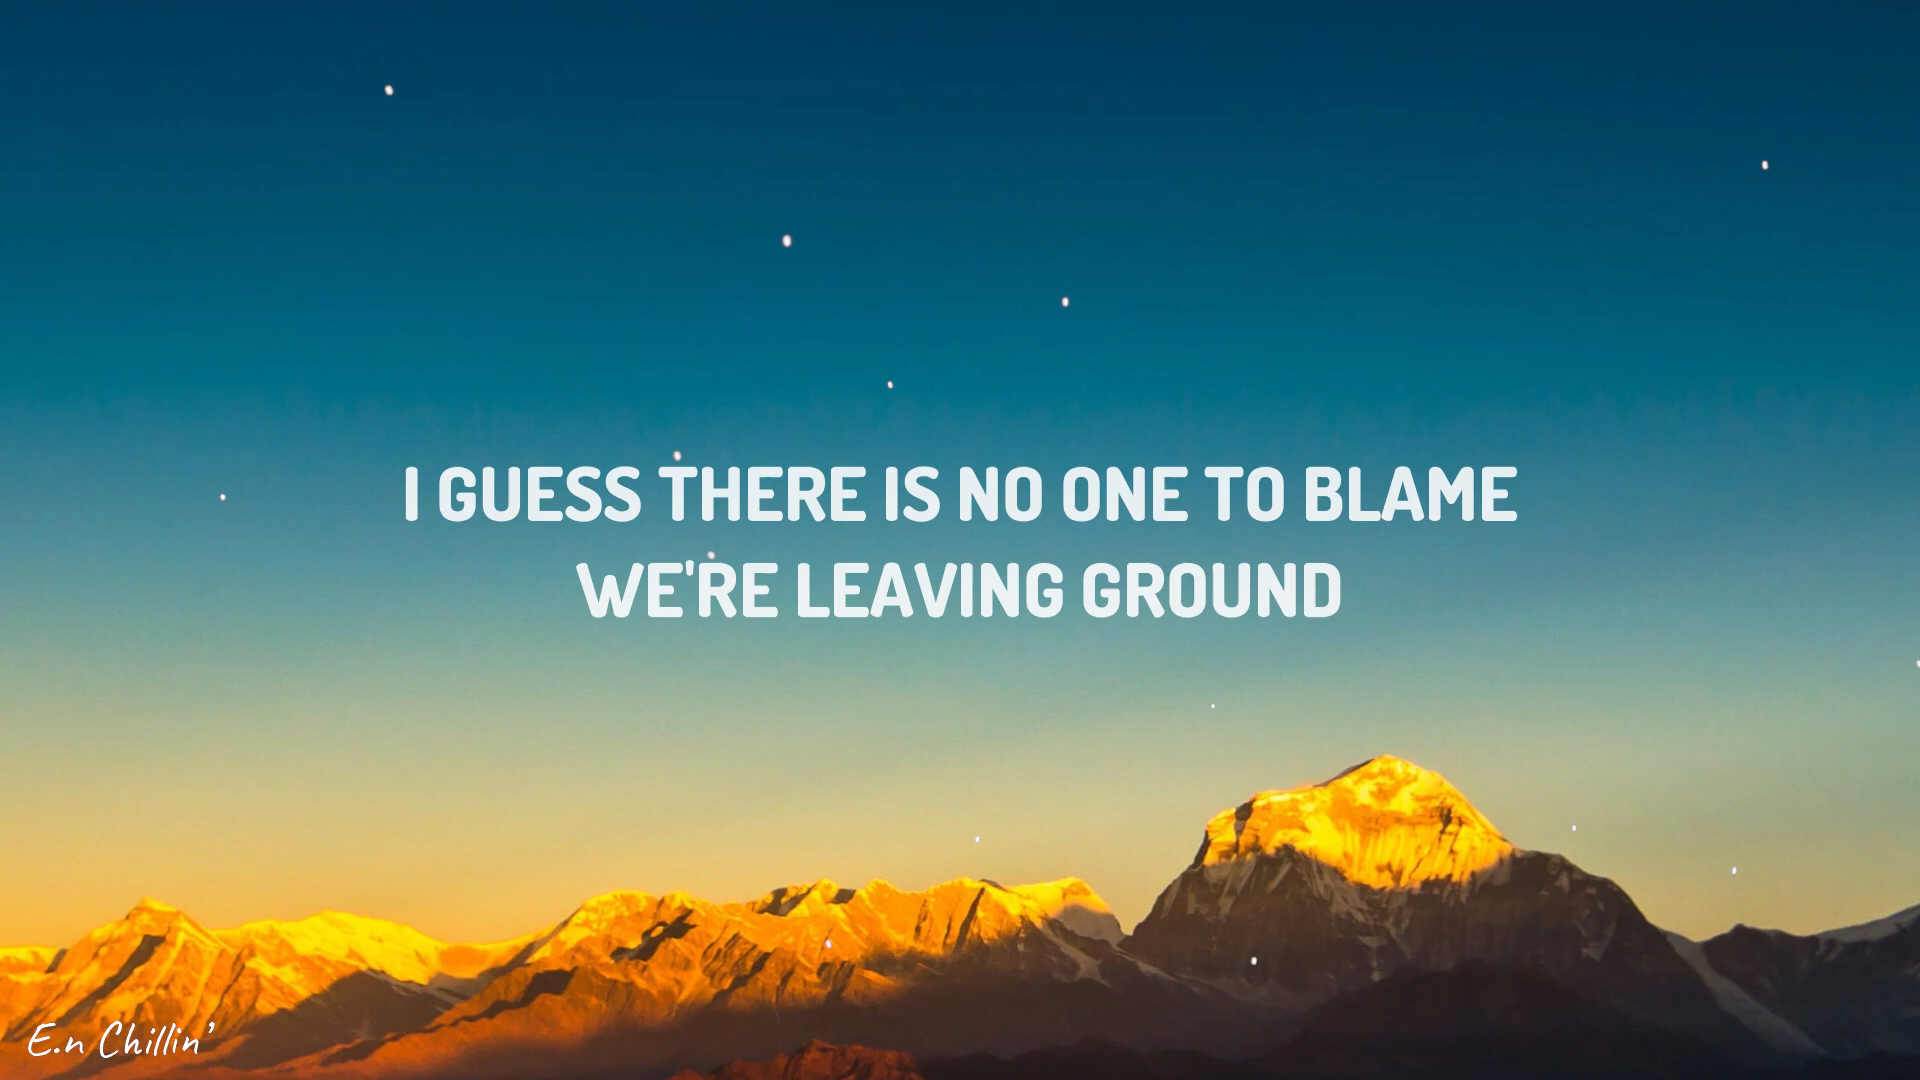 I GUESS THERE IS NO ONE TO BLAME
WE'RE LEAVING GROUND
E.n Chillin'